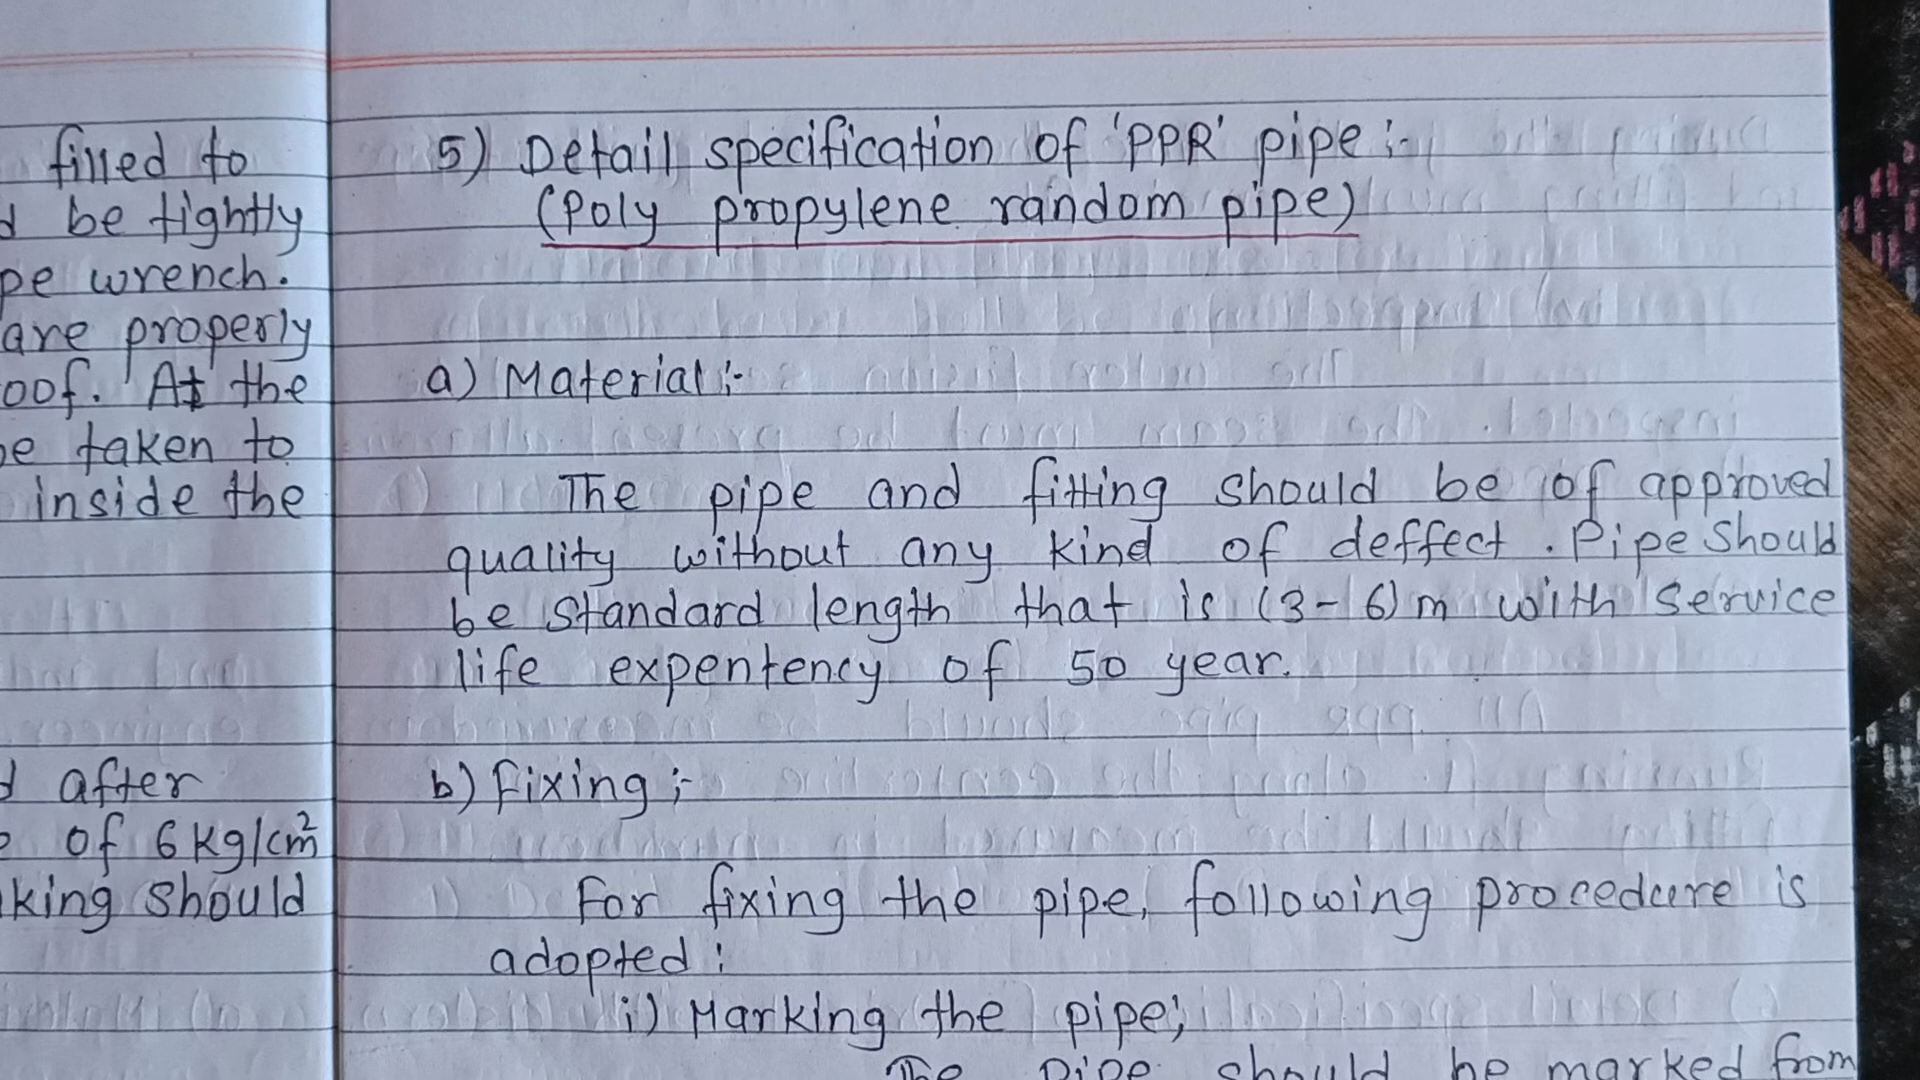 filled to
be tightly
wrench.
are properly
At the
taken to
inside the
after
of 6 kg/cm²
should
5) Detail specification of 'PPR' pipe :-
(Poly propylene random pipe)
a) Material :-
The pipe and fitting should be of approved
quality without any kind of deffect. Pipe should
be standard length that is (3-6)m with service
life expentency of 50 year.
b) Fixing :-
For fixing the pipe, following procedure is
adopted :
i) Marking the pipe;
The pipe should be marked from